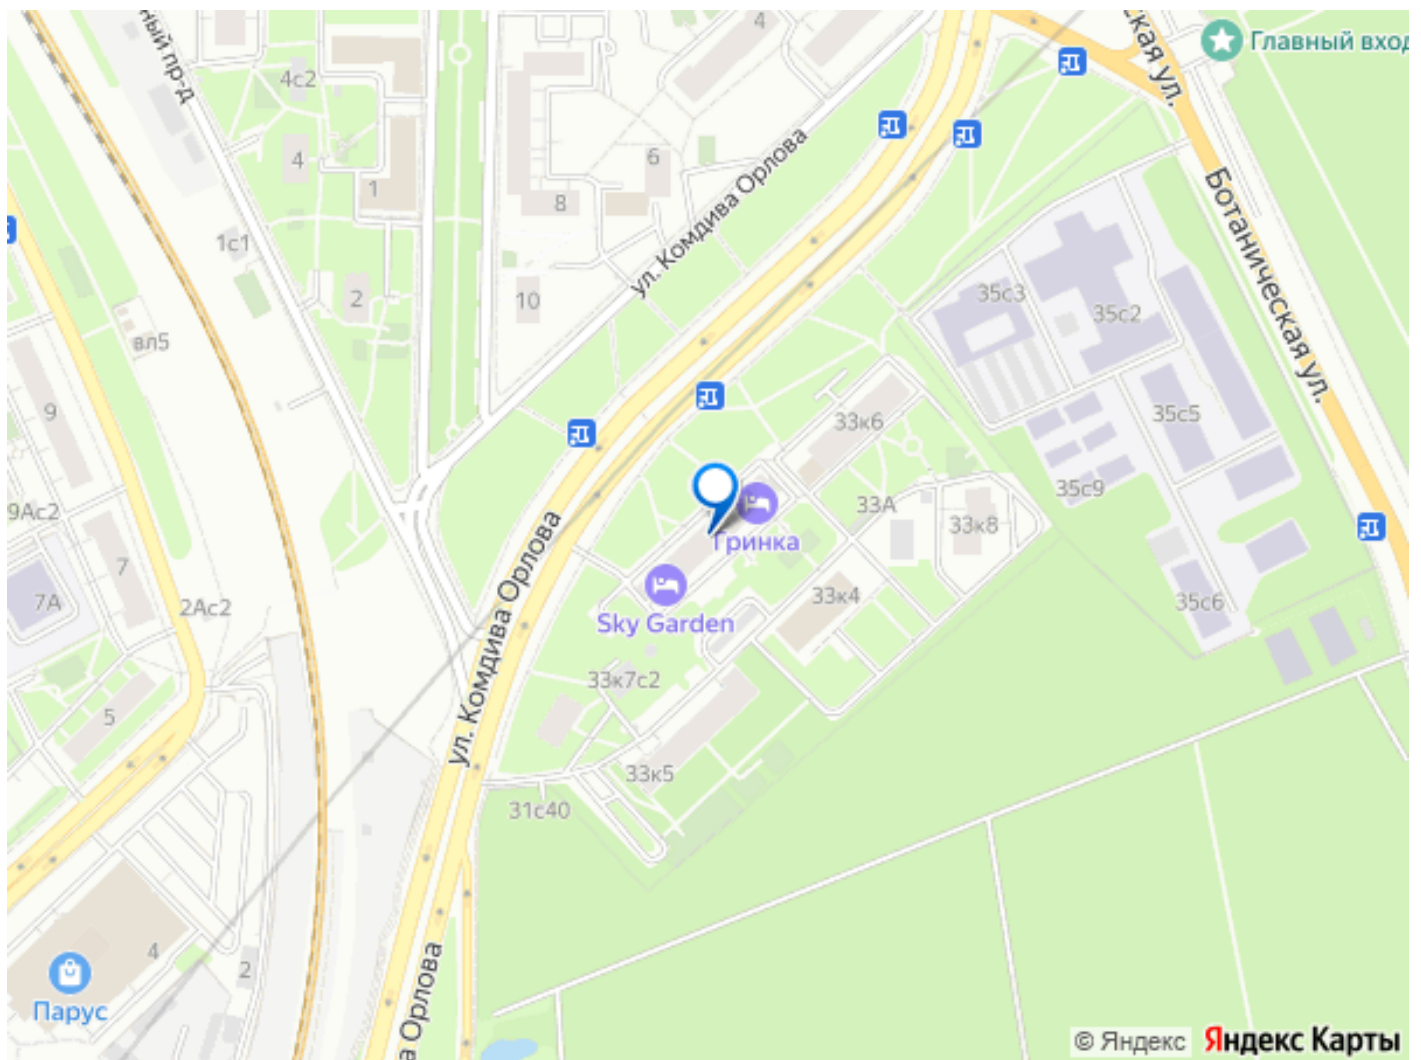 ный пр-д
4с2
4
ская ул.
Главный вход
4
1
6
8
ул. Комдива Орлова
1с1
2
10
вл5
Ботаническая ул.
35с3
35с2
9
33к6
35с5
9Ас2
35с9
33А
33к8
Гринка
7
7А
2Ас2
Sky Garden
33к4
35с6
ул. Комдива Орлова
33к7с2
5
33к5
31с40
4
2
Парус
а Орлова
© Яндекс
Яндекс Карты